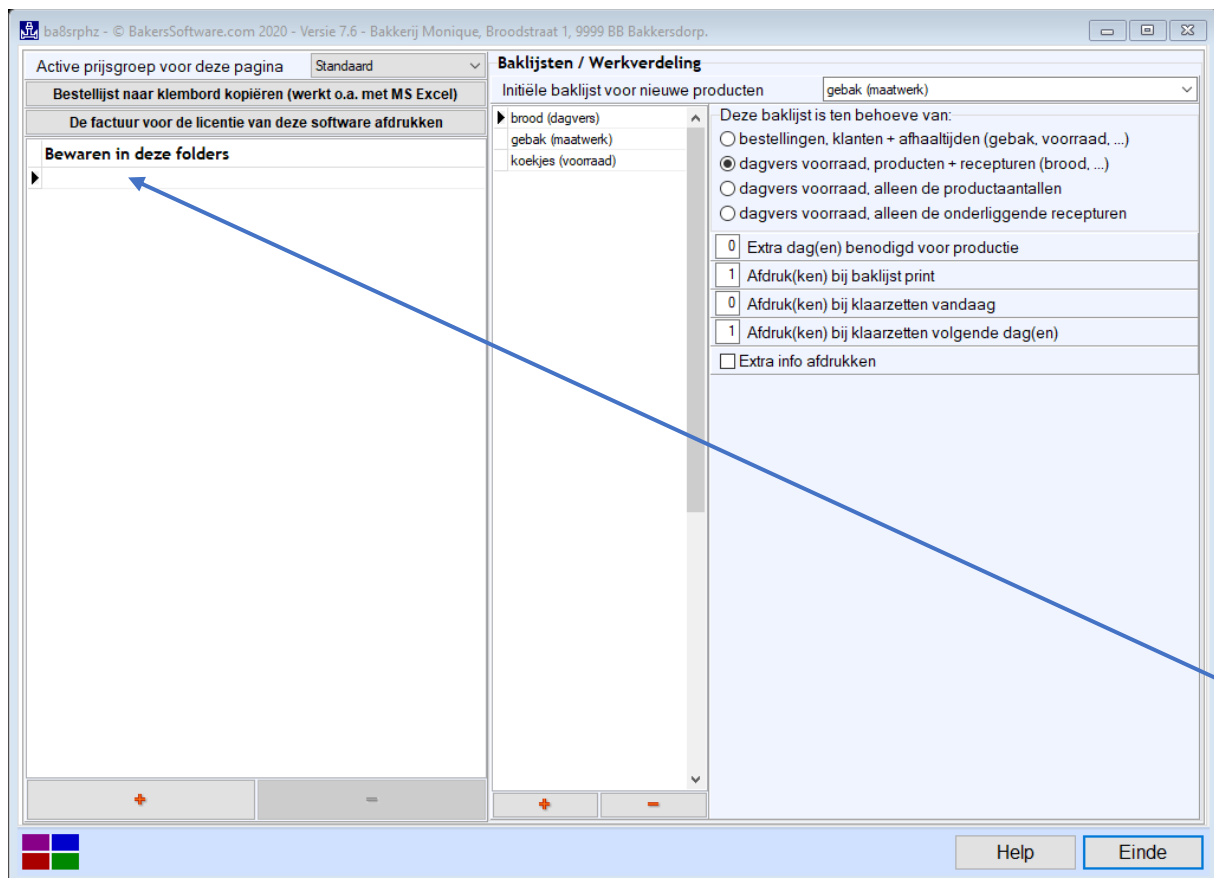 ba8srphz - © BakersSoftware.com 2020 - Versie 7.6 - Bakkerij Monique, Broodstraat 1, 9999 BB Bakkersdorp.
Active prijsgroep voor deze pagina Standaard
Bestellijst naar klembord kopiëren (werkt o.a. met MS Excel)
De factuur voor de licentie van deze software afdrukken
Bewaren in deze folders
Baklijsten / Werkverdeling
Initiële baklijst voor nieuwe producten gebak (maatwerk)
brood (dagvers)
gebak (maatwerk)
koekjes (voorraad)
Deze baklijst is ten behoeve van:
bestellingen, klanten + afhaaltijden (gebak, voorraad, ...)
dagvers voorraad, producten + recepturen (brood, ...)
dagvers voorraad, alleen de productaantallen
dagvers voorraad, alleen de onderliggende recepturen
0 Extra dag(en) benodigd voor productie
1 Afdruk(ken) bij baklijst print
0 Afdruk(ken) bij klaarzetten vandaag
1 Afdruk(ken) bij klaarzetten volgende dag(en)
Extra info afdrukken
+ -
+ -
Help Einde